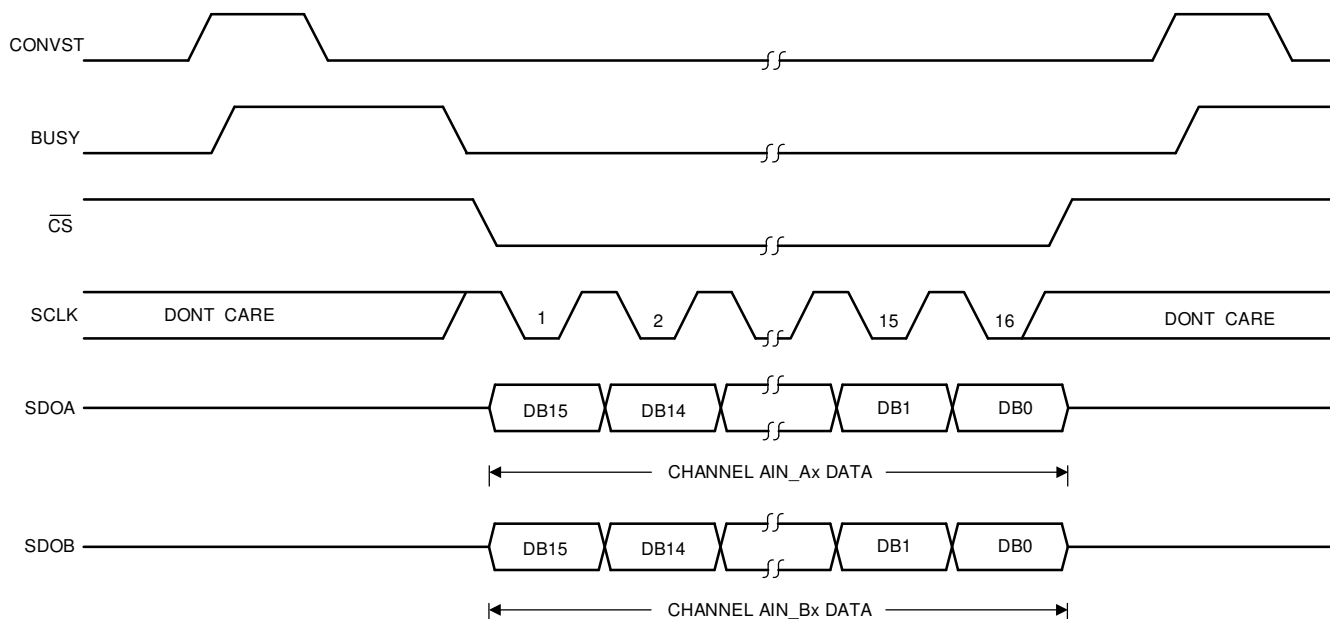 CONVST
BUSY
CS
SCLK DONT CARE 1 2 15 16 DONT CARE
SDOA DB15 DB14 DB1 DB0
CHANNEL AIN_Ax DATA
SDOB DB15 DB14 DB1 DB0
CHANNEL AIN_Bx DATA